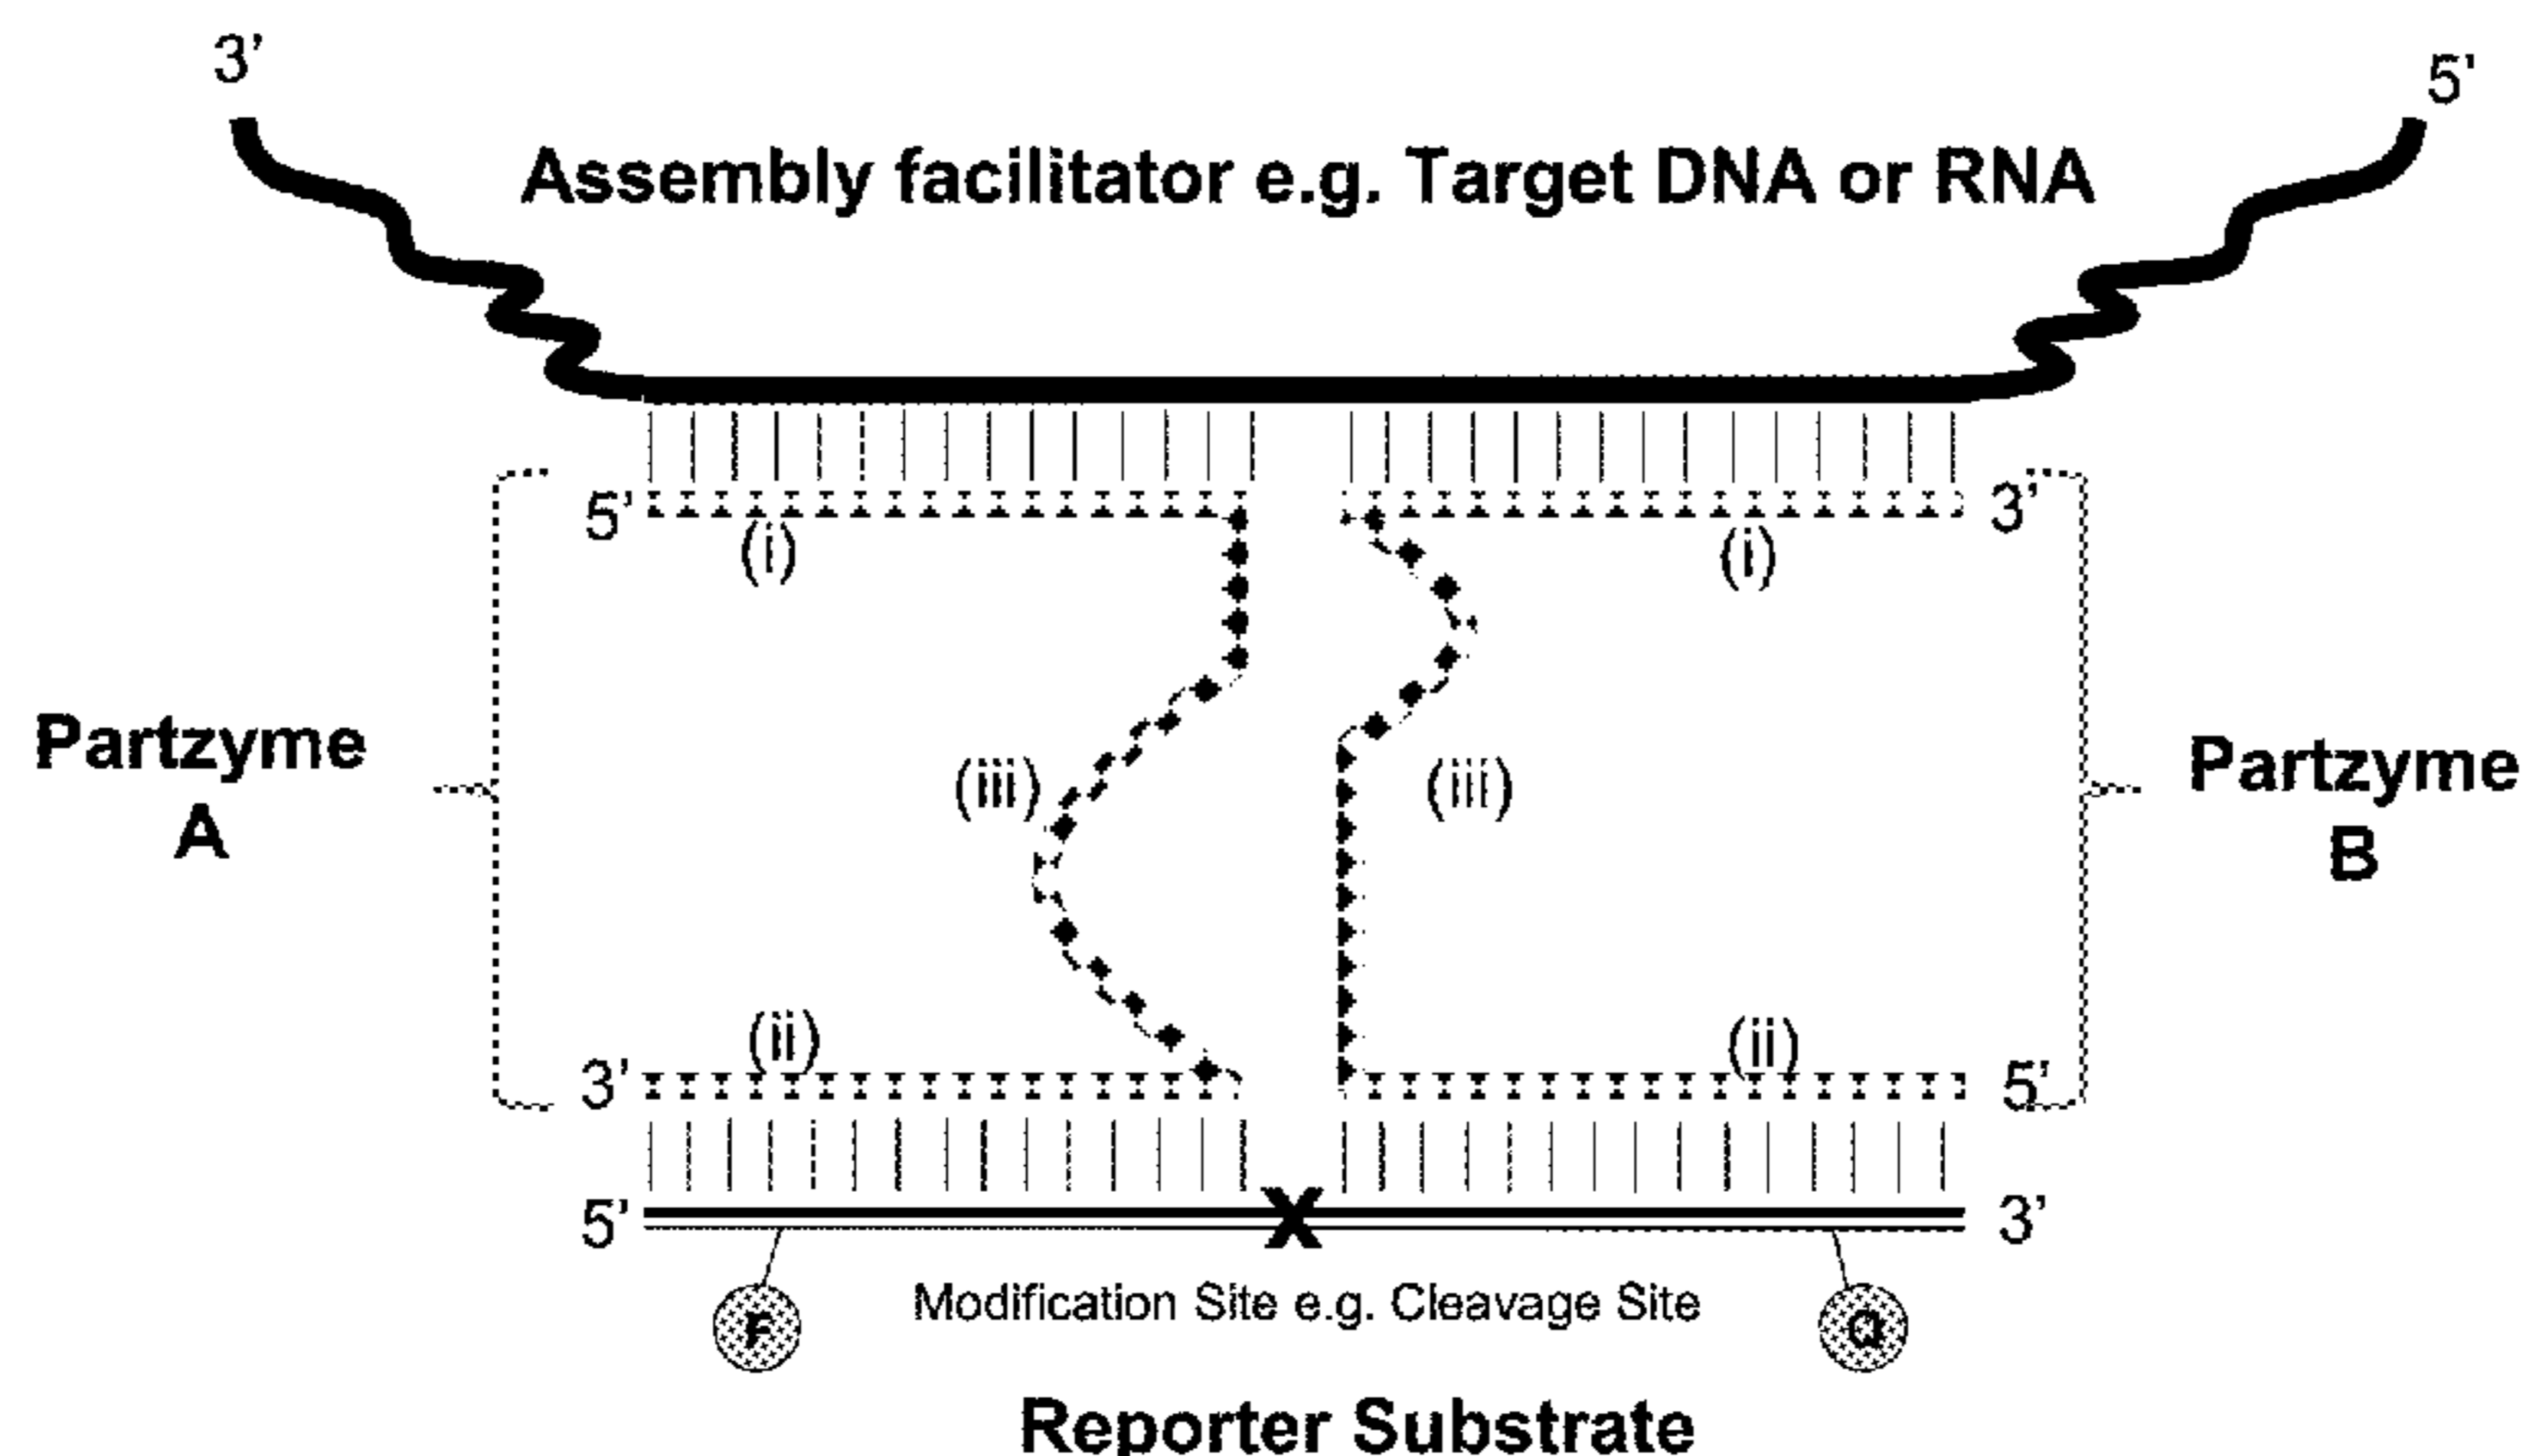 3' 5'
Assembly facilitator e.g. Target DNA or RNA
5' 3'
(i) (i)
Partzyme
A
(iii) (iii)
Partzyme
B
(ii) (ii)
3' 5'
5' X 3'
F Modification Site e.g. Cleavage Site Q
Reporter Substrate